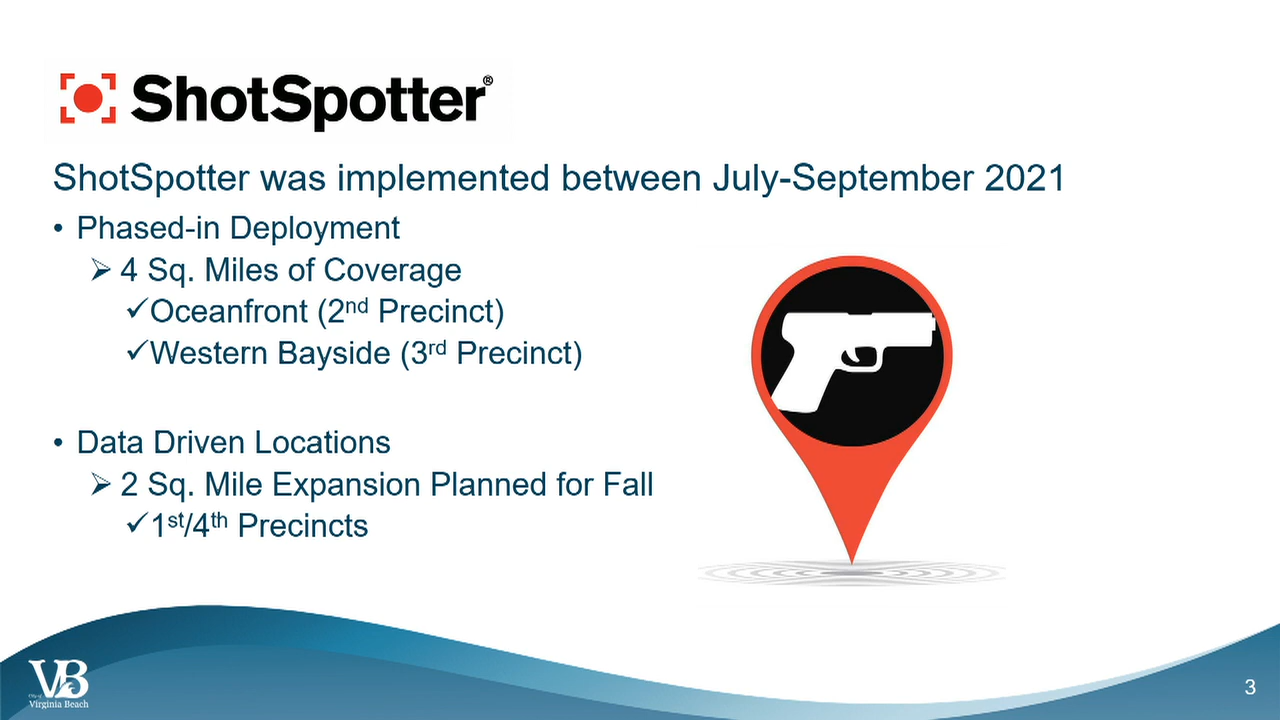 ShotSpotter®
ShotSpotter was implemented between July-September 2021
• Phased-in Deployment
➢ 4 Sq. Miles of Coverage
✓Oceanfront (2nd Precinct)
✓Western Bayside (3rd Precinct)
• Data Driven Locations
➢ 2 Sq. Mile Expansion Planned for Fall
✓1st/4th Precincts
VB
City of
Virginia Beach
3